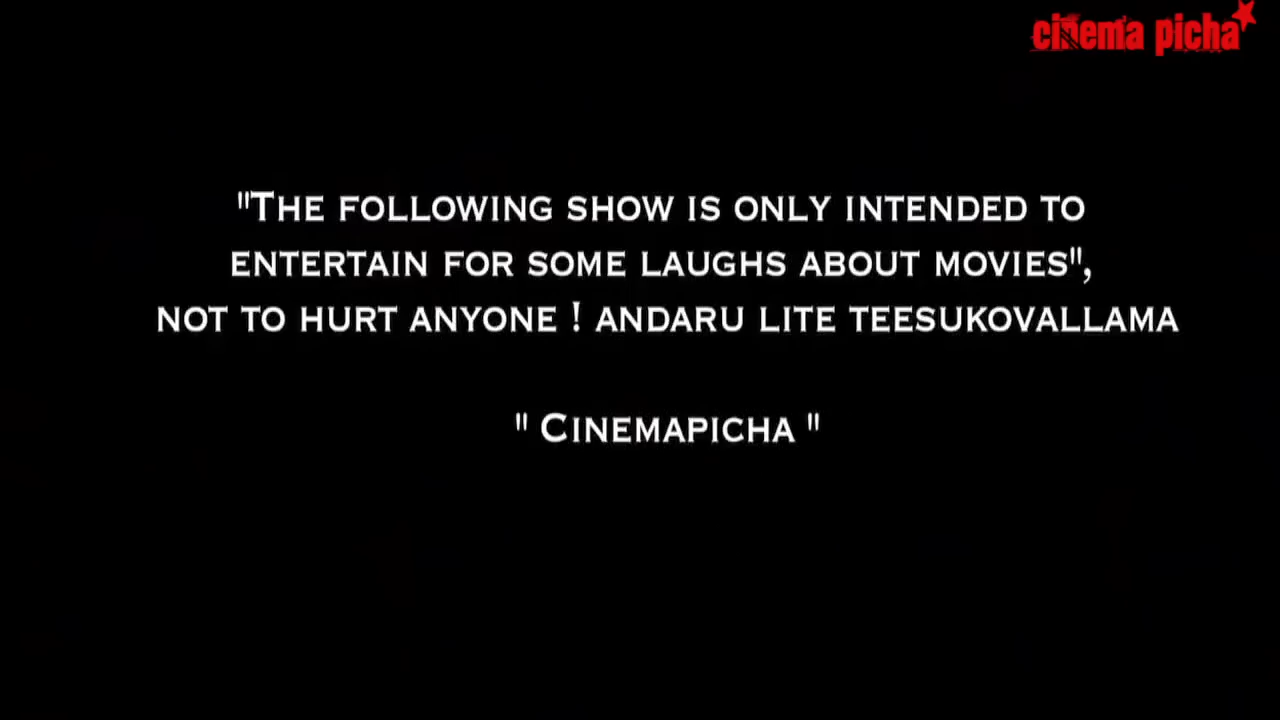 cinema picha
"The following show is only intended to
entertain for some laughs about movies",
not to hurt anyone ! andaru lite teesukovallama
" Cinemapicha "